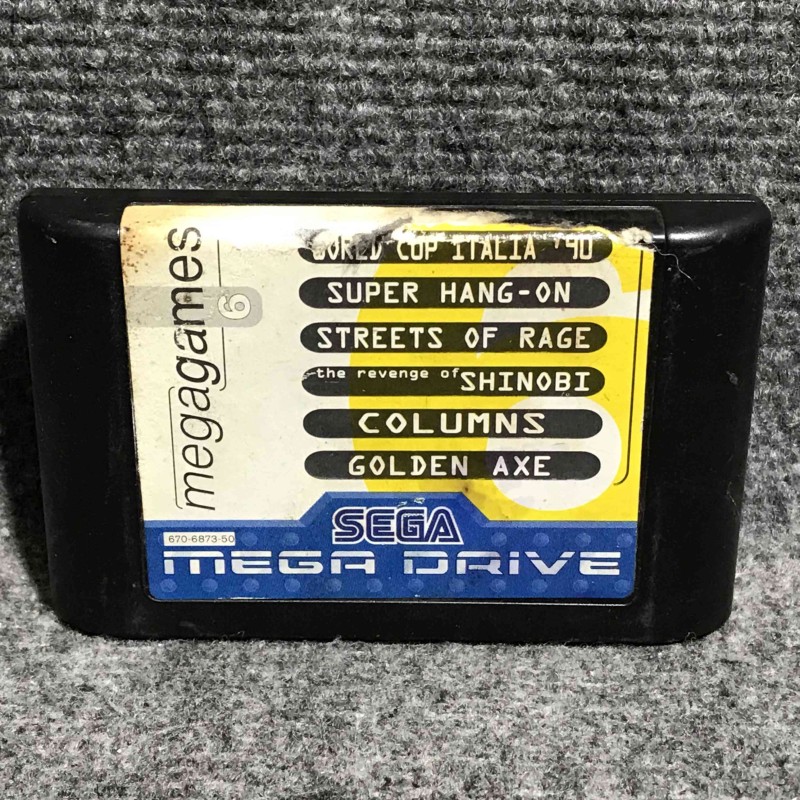 megagames
6
WORLD CUP ITALIA '90
SUPER HANG-ON
STREETS OF RAGE
the revenge of SHINOBI
COLUMNS
GOLDEN AXE
SEGA
670-6873-50
MEGA DRIVE